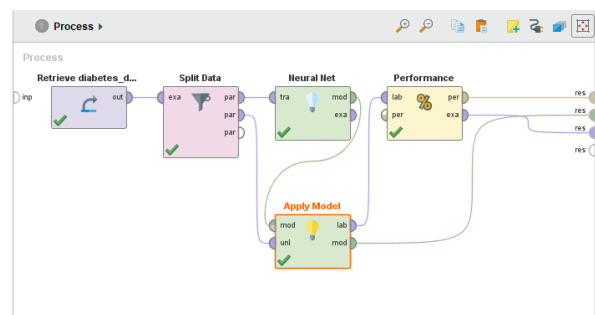 Process
Process
Retrieve diabetes_d...
inp
out
Split Data
exa
par
par
par
Neural Net
tra
mod
exa
Performance
lab
per
per
exa
res
res
res
res
Apply Model
mod
lab
unl
mod